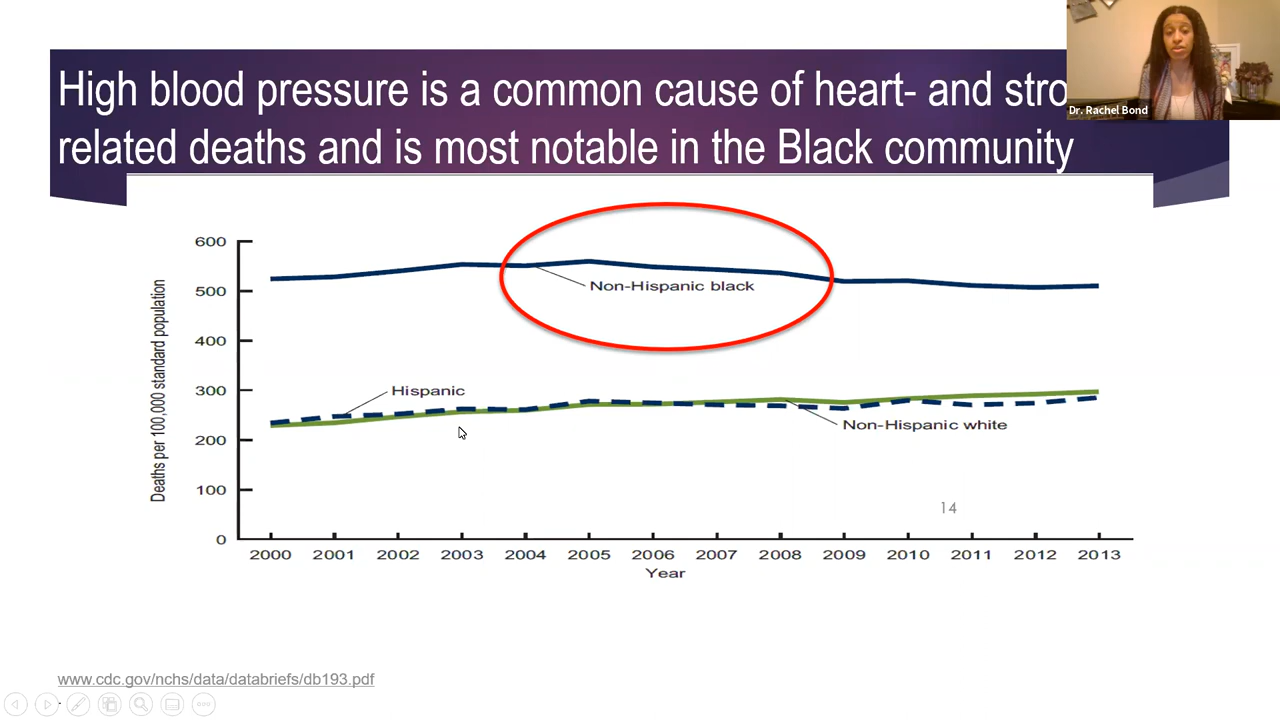 High blood pressure is a common cause of heart- and stro
related deaths and is most notable in the Black community
Dr. Rachel Bond
600
500
400
300
200
100
0
Deaths per 100,000 standard population
Non-Hispanic black
Hispanic
Non-Hispanic white
14
2000 2001 2002 2003 2004 2005 2006 2007 2008 2009 2010 2011 2012 2013
Year
www.cdc.gov/nchs/data/databriefs/db193.pdf
.